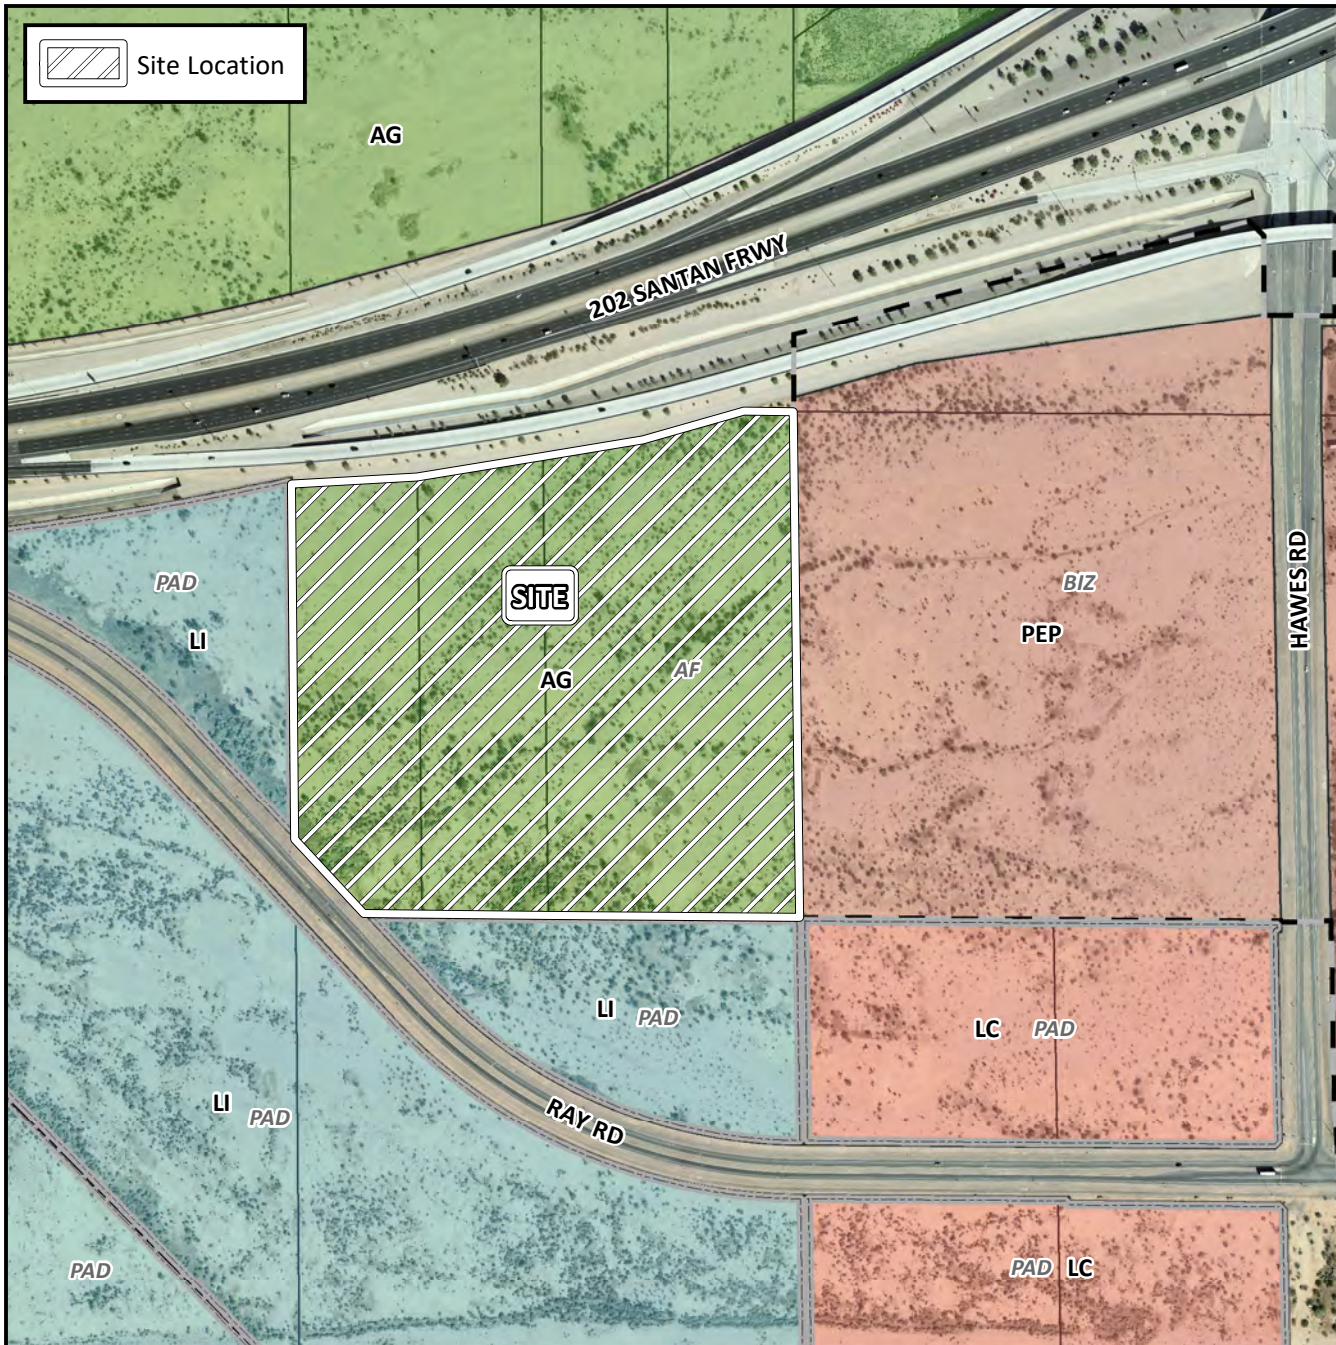 Site Location
AG
202 SANTAN FRWY
PAD
LI
SITE
AG
AF
BIZ
PEP
HAWES RD
LI
PAD
LC
PAD
LI
PAD
RAY RD
PAD
PAD
LC